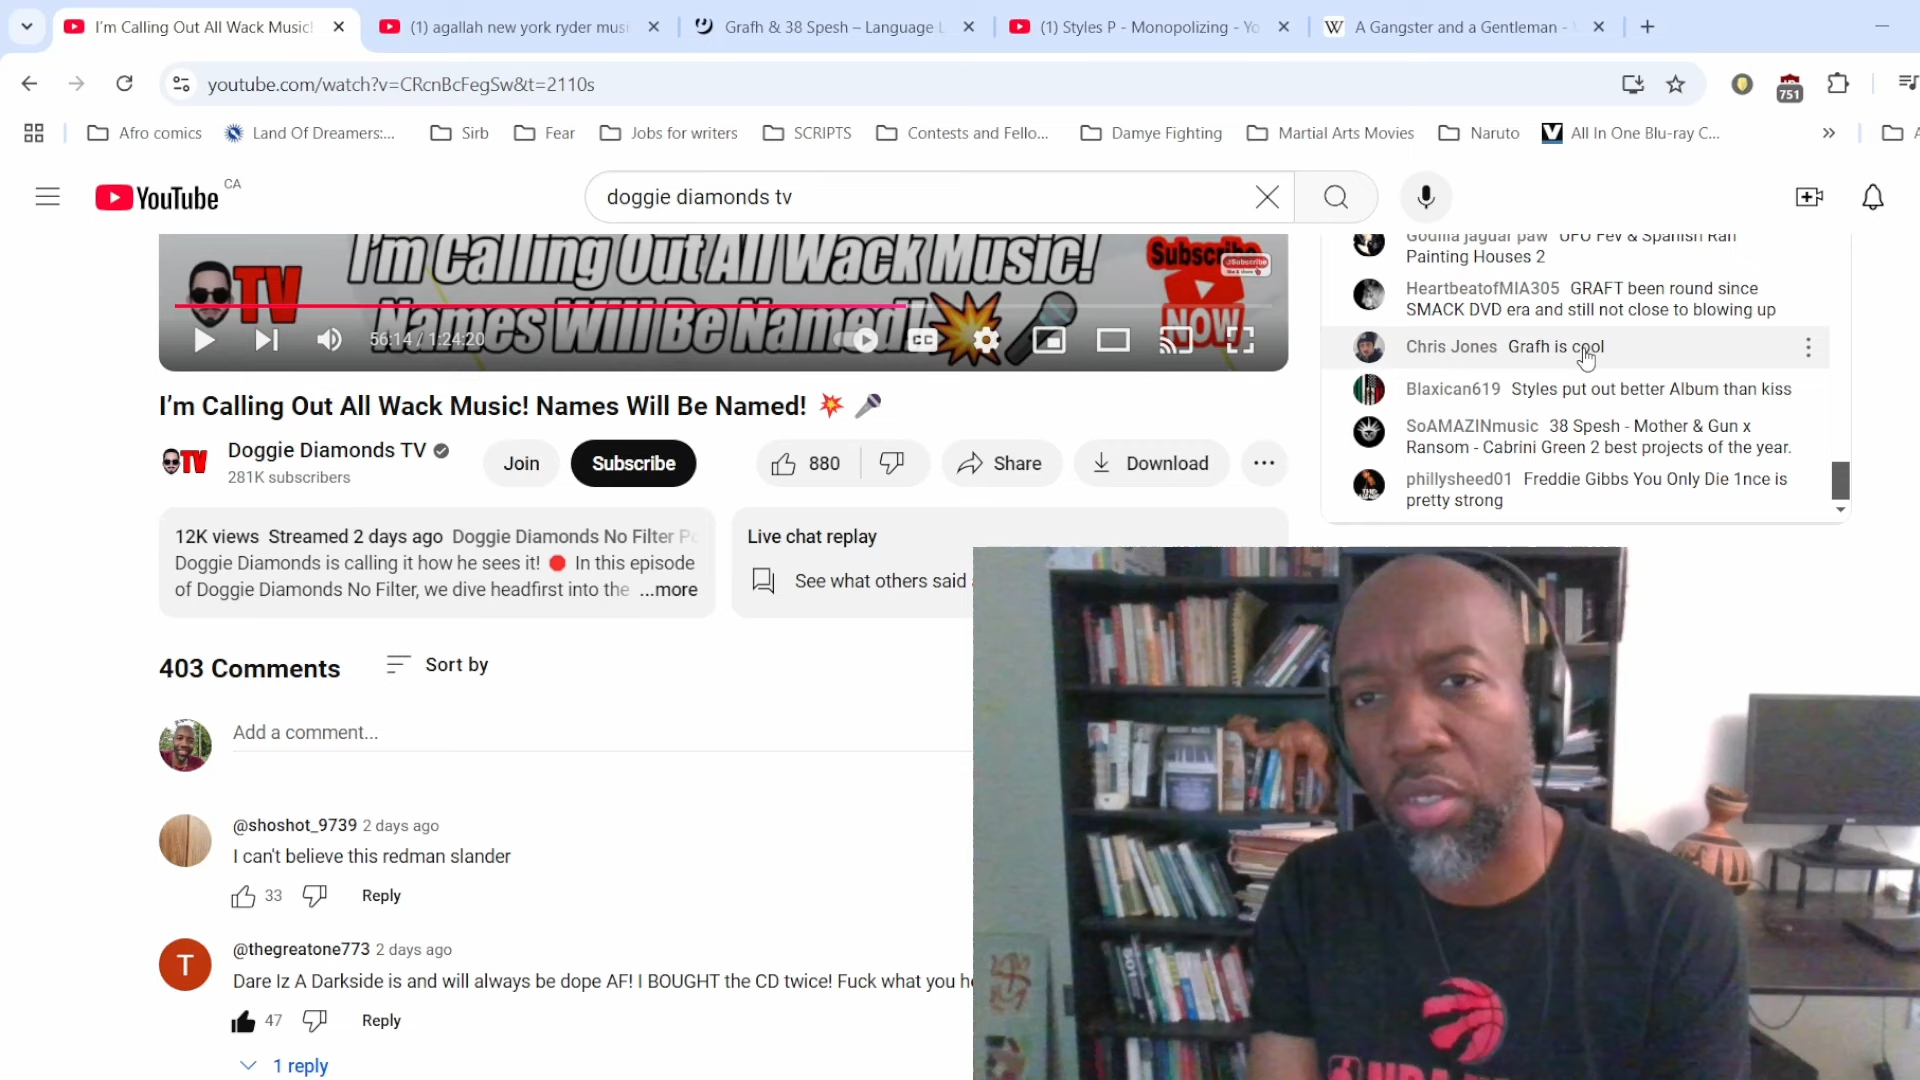 I'm Calling Out All Wack Music!
(1) agallah new york ryder musi
Grafh & 38 Spesh – Language L
(1) Styles P - Monopolizing - Yo
A Gangster and a Gentleman -
youtube.com/watch?v=CRcnBcFegSw&t=2110s
751
Afro comics
Land Of Dreamers:...
Sirb
Fear
Jobs for writers
SCRIPTS
Contests and Fello...
Damye Fighting
Martial Arts Movies
Naruto
All In One Blu-ray C...
YouTube CA
doggie diamonds tv
TV
I'm Calling Out All Wack Music!
Names Will Be Named!
Subscribe
NOW
56:14 / 1:24:20
CC
Godilla jaguar paw UFO Fev & Spanish Ran
Painting Houses 2
HeartbeatofMIA305 GRAFT been round since
SMACK DVD era and still not close to blowing up
Chris Jones Grafh is cool
Blaxican619 Styles put out better Album than kiss
SoAMAZINmusic 38 Spesh - Mother & Gun x
Ransom - Cabrini Green 2 best projects of the year.
phillysheed01 Freddie Gibbs You Only Die 1nce is
pretty strong
I'm Calling Out All Wack Music! Names Will Be Named! 💥 🎤
TV
Doggie Diamonds TV
281K subscribers
Join
Subscribe
880
Share
Download
12K views Streamed 2 days ago Doggie Diamonds No Filter Po
Doggie Diamonds is calling it how he sees it! 🛑 In this episode
of Doggie Diamonds No Filter, we dive headfirst into the ...more
Live chat replay
See what others said
403 Comments
Sort by
Add a comment...
@shoshot_9739 2 days ago
I can't believe this redman slander
33
Reply
T
@thegreatone773 2 days ago
Dare Iz A Darkside is and will always be dope AF! I BOUGHT the CD twice! Fuck what you he
47
Reply
1 reply